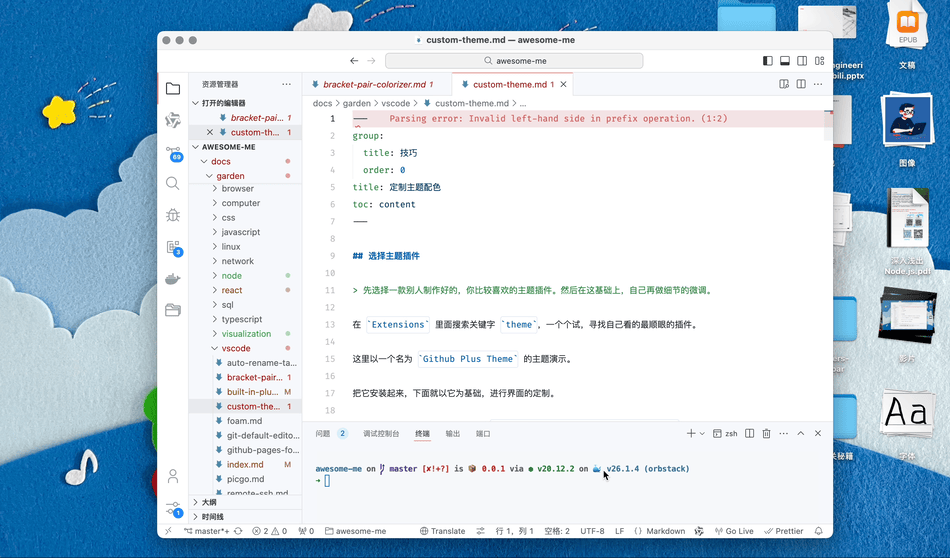 custom-theme.md — awesome-me
awesome-me
资源管理器
打开的编辑器
bracket-pai... 1
custom-th... 1
AWESOME-ME
docs
garden
browser
computer
css
javascript
linux
network
node
react
sql
typescript
visualization
vscode
auto-rename-ta...
bracket-pair... 1
built-in-plu... M
custom-the... 1
foam.md
git-default-edito...
github-pages-fo...
index.md M
picgo.md
remote-ssh.md
大纲
时间线
69
3
1
bracket-pair-colorizer.md 1
custom-theme.md 1
docs > garden > vscode > custom-theme.md > ...
1 --- Parsing error: Invalid left-hand side in prefix operation. (1:2)
2 group:
3 title: 技巧
4 order: 0
5 title: 定制主题配色
6 toc: content
7 ---
8
9 ## 选择主题插件
10
11 > 先选择一款别人制作好的，你比较喜欢的主题插件。然后在这基础上，自己再做细节的微调。
12
13 在 `Extensions` 里面搜索关键字 `theme`，一个个试，寻找自己看的最顺眼的插件。
14
15 这里以一个名为 `Github Plus Theme` 的主题演示。
16
17 把它安装起来，下面就以它为基础，进行界面的定制。
18
问题 2 调试控制台 终端 输出 端口
zsh
awesome-me on master [x!+?] is 0.0.1 via v20.12.2 on v26.1.4 (orbstack)
master*+ 2 0 0 awesome-me Translate 行 1，列 1 空格: 2 UTF-8 LF {} Markdown Go Live Prettier
EPUB
文稿
图像
深入浅出
Node.js.pdf
影片
Aa
字体